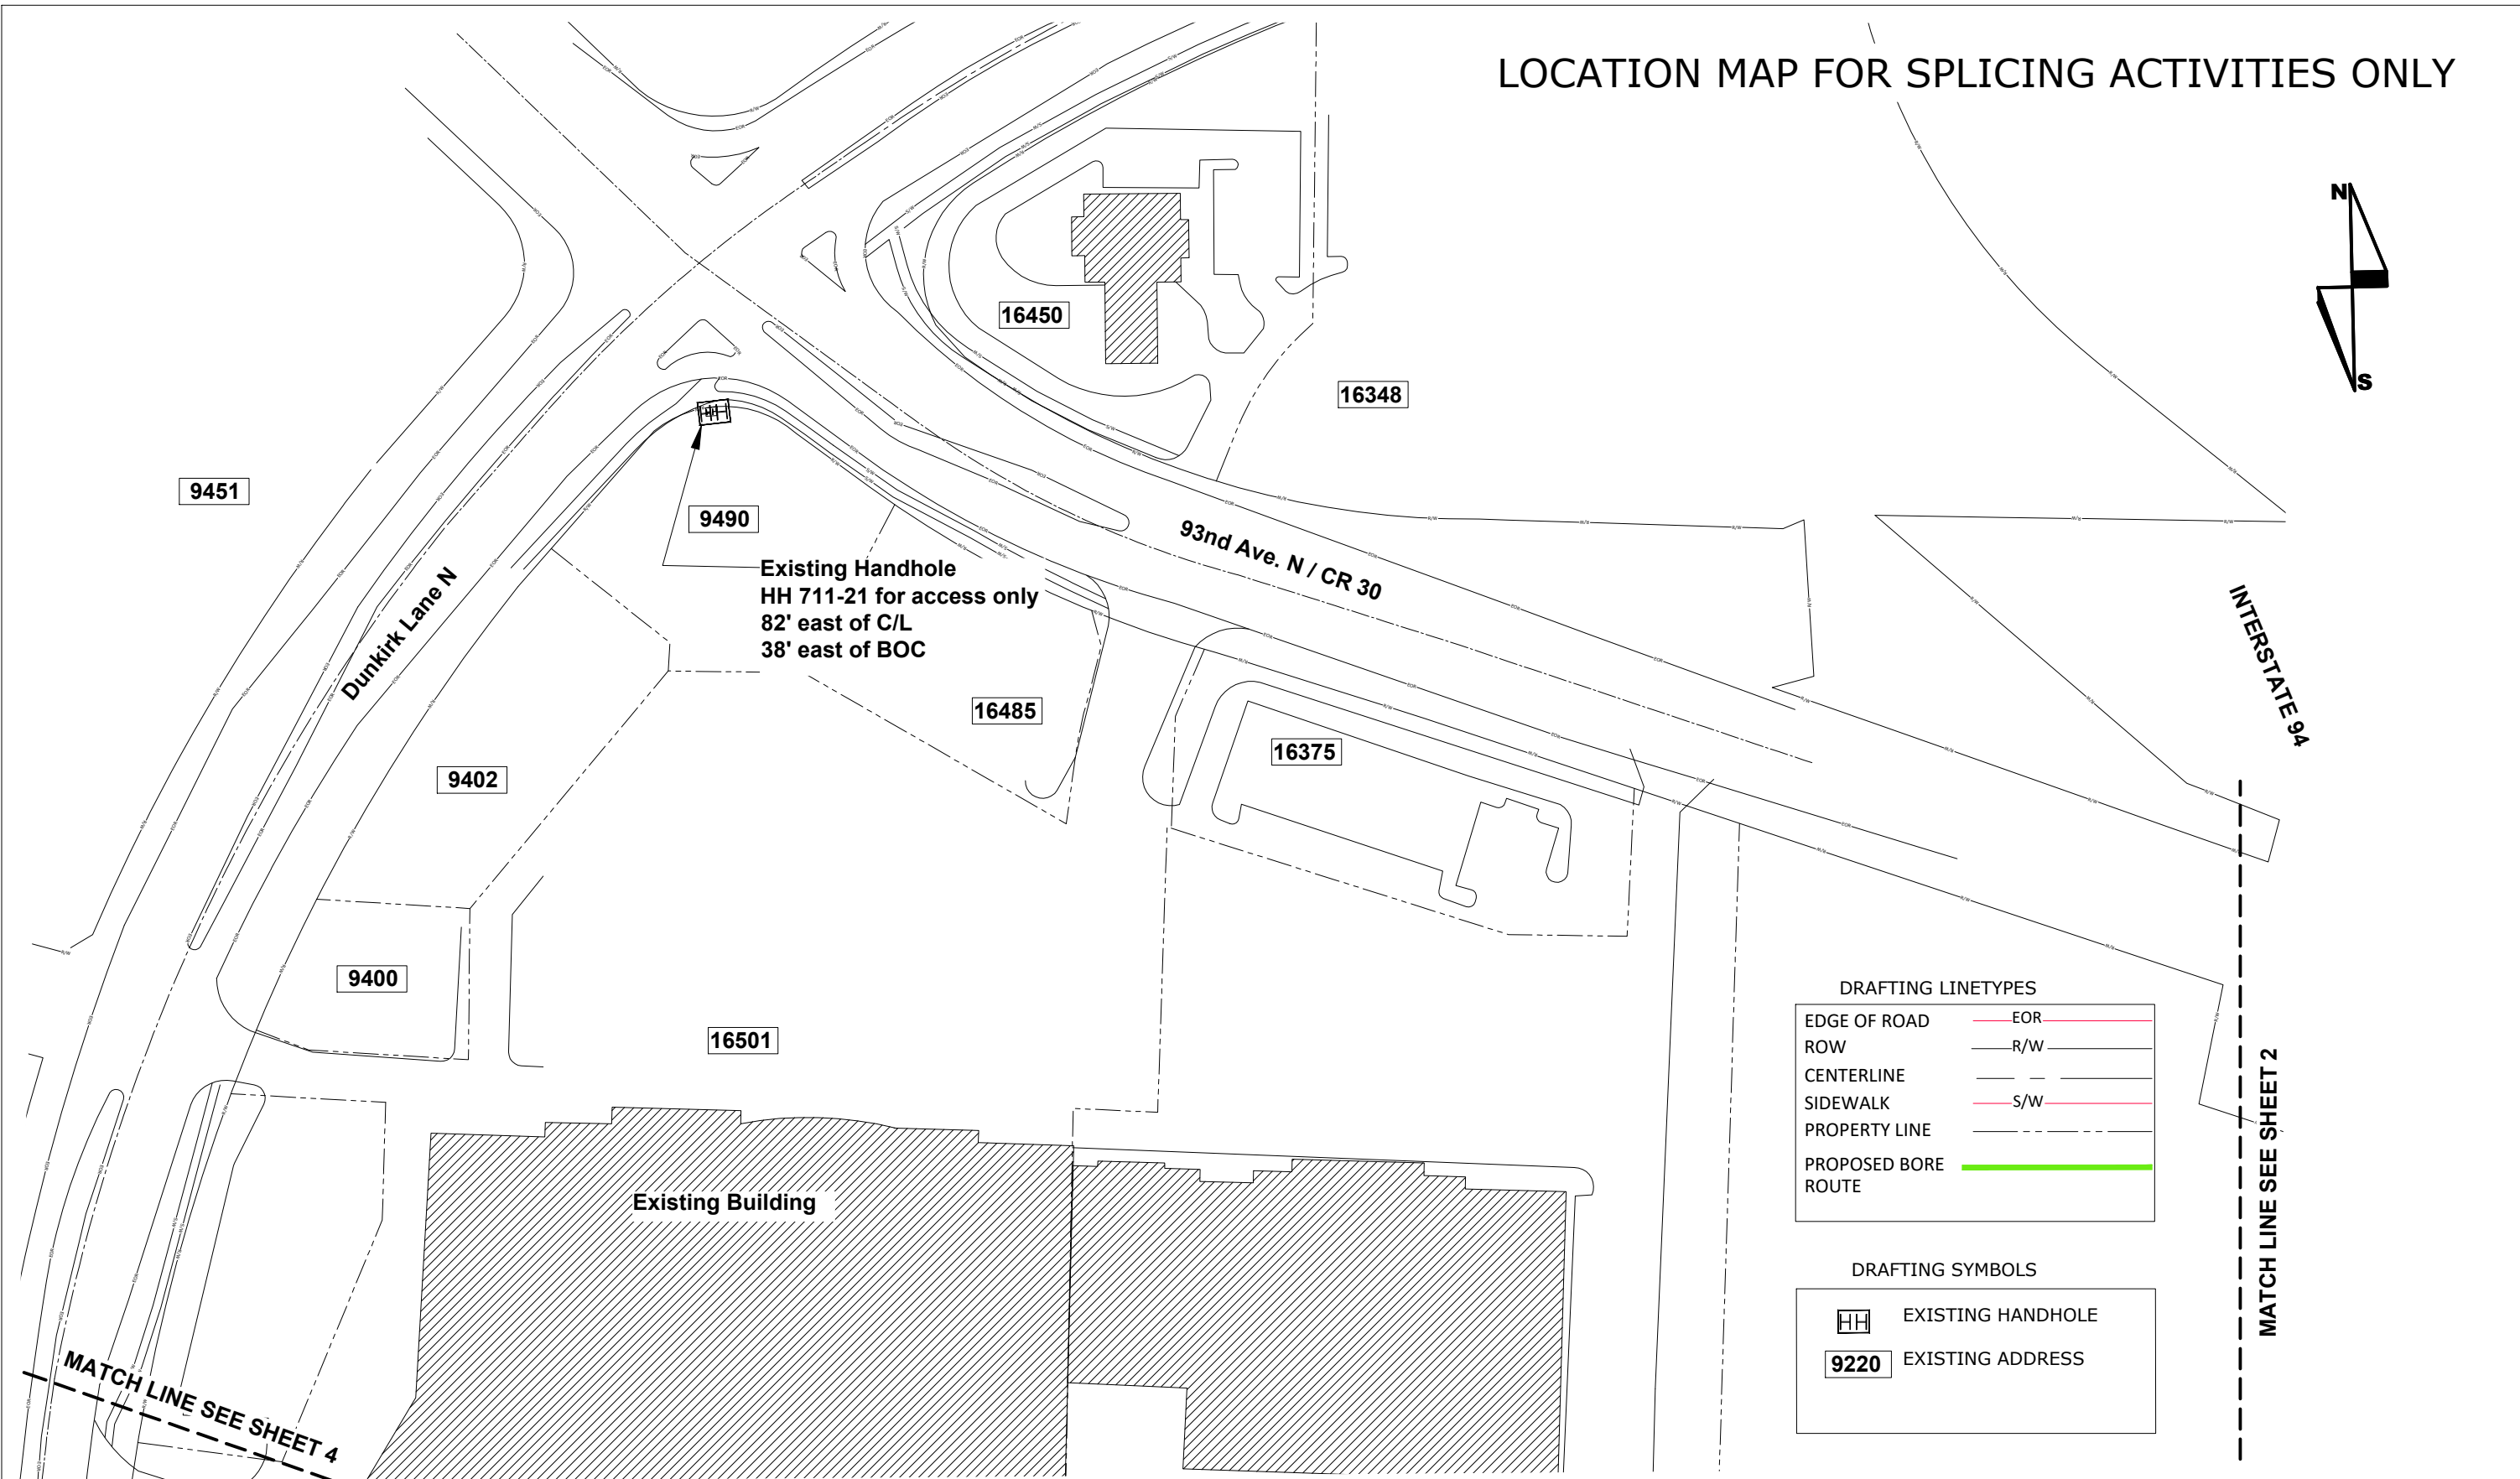 LOCATION MAP FOR SPLICING ACTIVITIES ONLY
N
S
16450
16348
9451
9490
Existing Handhole
HH 711-21 for access only
82' east of C/L
38' east of BOC
93nd Ave. N / CR 30
Dunkirk Lane N
INTERSTATE 94
16485
16375
9402
9400
16501
Existing Building
MATCH LINE SEE SHEET 4
MATCH LINE SEE SHEET 2
DRAFTING LINETYPES
EDGE OF ROAD EOR
ROW R/W
CENTERLINE
SIDEWALK S/W
PROPERTY LINE
PROPOSED BORE
ROUTE
DRAFTING SYMBOLS
HH EXISTING HANDHOLE
9220 EXISTING ADDRESS